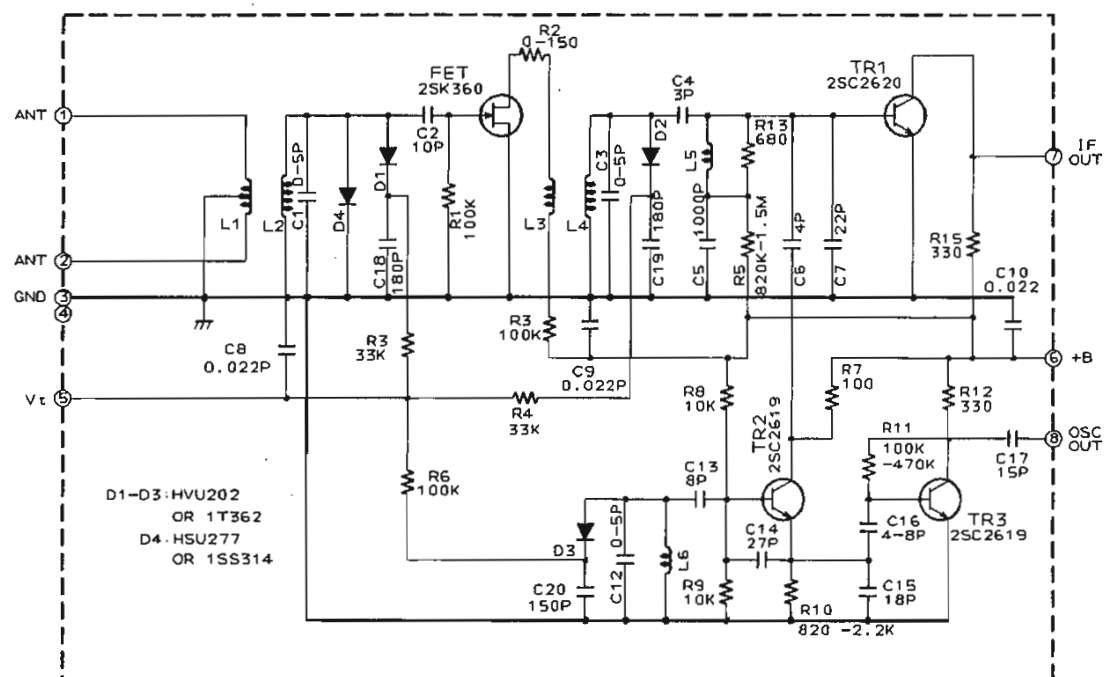 R2
0-150
FET
2SK360
TR1
2SC2620
ANT 1
C2
10P
C4
3P
D2
R13
680
IF
OUT
7
C1
0-5P
D1
D4
C3
0-5P
L5
L1
L2
R1
100K
L3
L4
180P
C19
1000P
C5
R5
820K-1.5M
4P
C6
22P
C7
R15
330
C18
180P
C10
0.022
ANT 2
GND 3
4
R3
33K
R3
100K
C8
0.022P
C9
0.022P
R7
100
6 +B
Vt 5
R4
33K
R8
10K
TR2
2SC2619
R12
330
R11
100K
-470K
8 OSC
OUT
C17
15P
R6
100K
C13
8P
D1-D3:HVU202
OR 1T362
D4:HSU277
OR 1SS314
D3
0-5P
C12
L6
C14
27P
C16
4-8P
TR3
2SC2619
C20
150P
R9
10K
C15
18P
R10
820 -2.2K